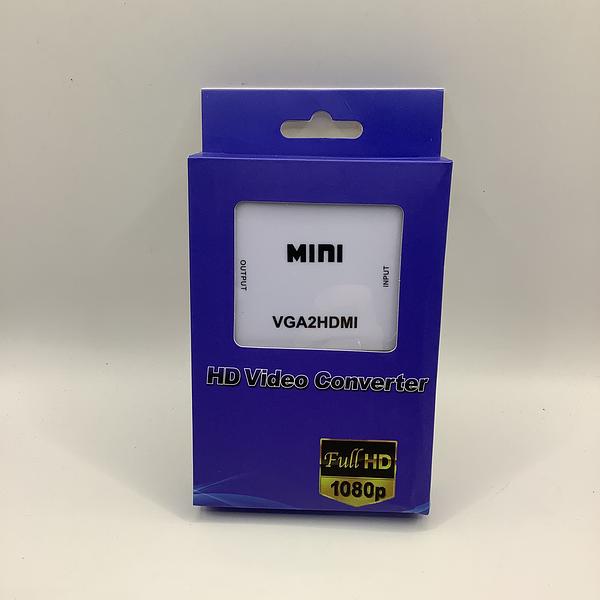 MINI
OUTPUT
INPUT
VGA2HDMI
HD Video Converter
Full HD
1080p